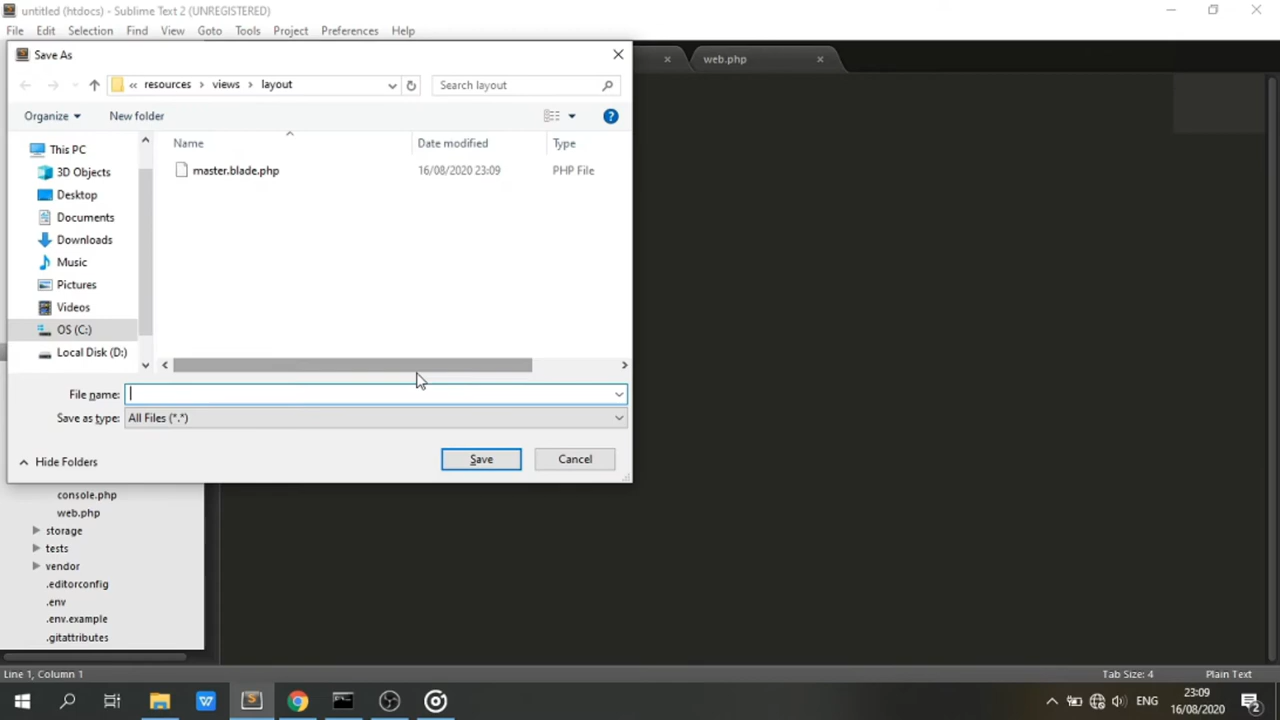 untitled (htdocs) - Sublime Text 2 (UNREGISTERED)
File Edit Selection Find View Goto Tools Project Preferences Help
Save As
web.php
« resources > views > layout
Search layout
Organize
New folder
Name
Date modified
Type
This PC
3D Objects
Desktop
Documents
Downloads
Music
Pictures
Videos
OS (C:)
Local Disk (D:)
master.blade.php 16/08/2020 23:09 PHP File
File name:
Save as type: All Files (*.*)
Hide Folders
Save
Cancel
console.php
web.php
storage
tests
vendor
.editorconfig
.env
.env.example
.gitattributes
Line 1, Column 1
Tab Size: 4
Plain Text
ENG
23:09
16/08/2020
2